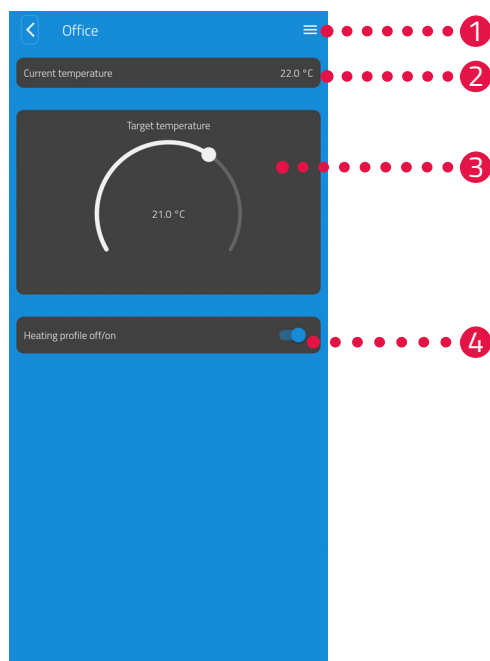 Office
1
Current temperature 22.0 °C
2
Target temperature
3
21.0 °C
Heating profile off/on
4